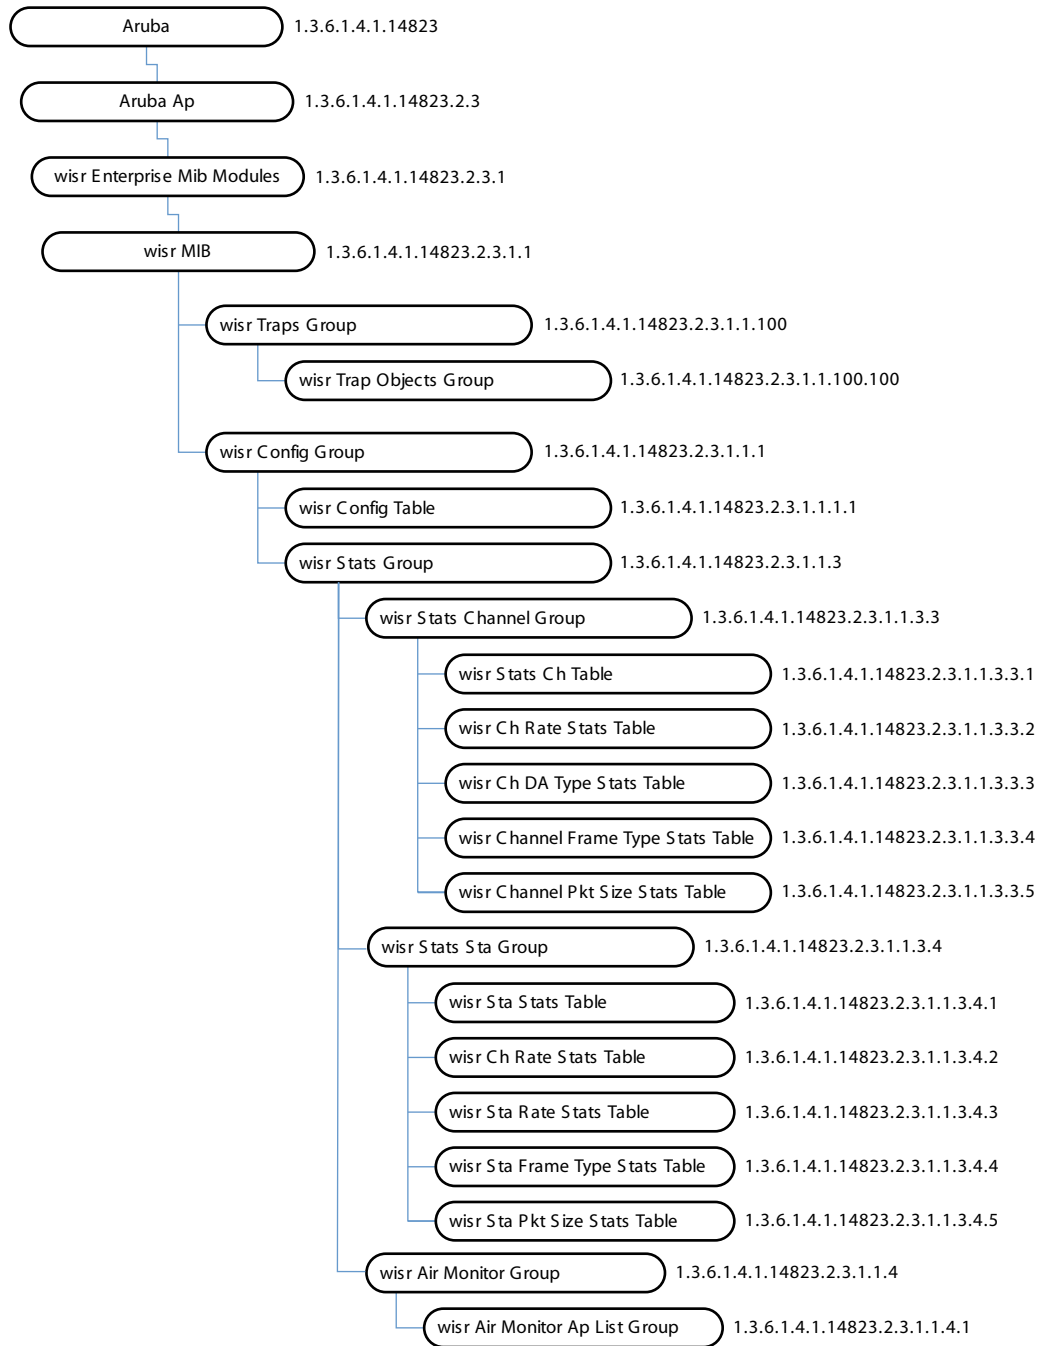 Aruba 1.3.6.1.4.1.14823
Aruba Ap 1.3.6.1.4.1.14823.2.3
wisr Enterprise Mib Modules 1.3.6.1.4.1.14823.2.3.1
wisr MIB 1.3.6.1.4.1.14823.2.3.1.1
wisr Traps Group 1.3.6.1.4.1.14823.2.3.1.1.100
wisr Trap Objects Group 1.3.6.1.4.1.14823.2.3.1.1.100.100
wisr Config Group 1.3.6.1.4.1.14823.2.3.1.1.1
wisr Config Table 1.3.6.1.4.1.14823.2.3.1.1.1.1
wisr Stats Group 1.3.6.1.4.1.14823.2.3.1.1.3
wisr Stats Channel Group 1.3.6.1.4.1.14823.2.3.1.1.3.3
wisr Stats Ch Table 1.3.6.1.4.1.14823.2.3.1.1.3.3.1
wisr Ch Rate Stats Table 1.3.6.1.4.1.14823.2.3.1.1.3.3.2
wisr Ch DA Type Stats Table 1.3.6.1.4.1.14823.2.3.1.1.3.3.3
wisr Channel Frame Type Stats Table 1.3.6.1.4.1.14823.2.3.1.1.3.3.4
wisr Channel Pkt Size Stats Table 1.3.6.1.4.1.14823.2.3.1.1.3.3.5
wisr Stats Sta Group 1.3.6.1.4.1.14823.2.3.1.1.3.4
wisr Sta Stats Table 1.3.6.1.4.1.14823.2.3.1.1.3.4.1
wisr Ch Rate Stats Table 1.3.6.1.4.1.14823.2.3.1.1.3.4.2
wisr Sta Rate Stats Table 1.3.6.1.4.1.14823.2.3.1.1.3.4.3
wisr Sta Frame Type Stats Table 1.3.6.1.4.1.14823.2.3.1.1.3.4.4
wisr Sta Pkt Size Stats Table 1.3.6.1.4.1.14823.2.3.1.1.3.4.5
wisr Air Monitor Group 1.3.6.1.4.1.14823.2.3.1.1.4
wisr Air Monitor Ap List Group 1.3.6.1.4.1.14823.2.3.1.1.4.1